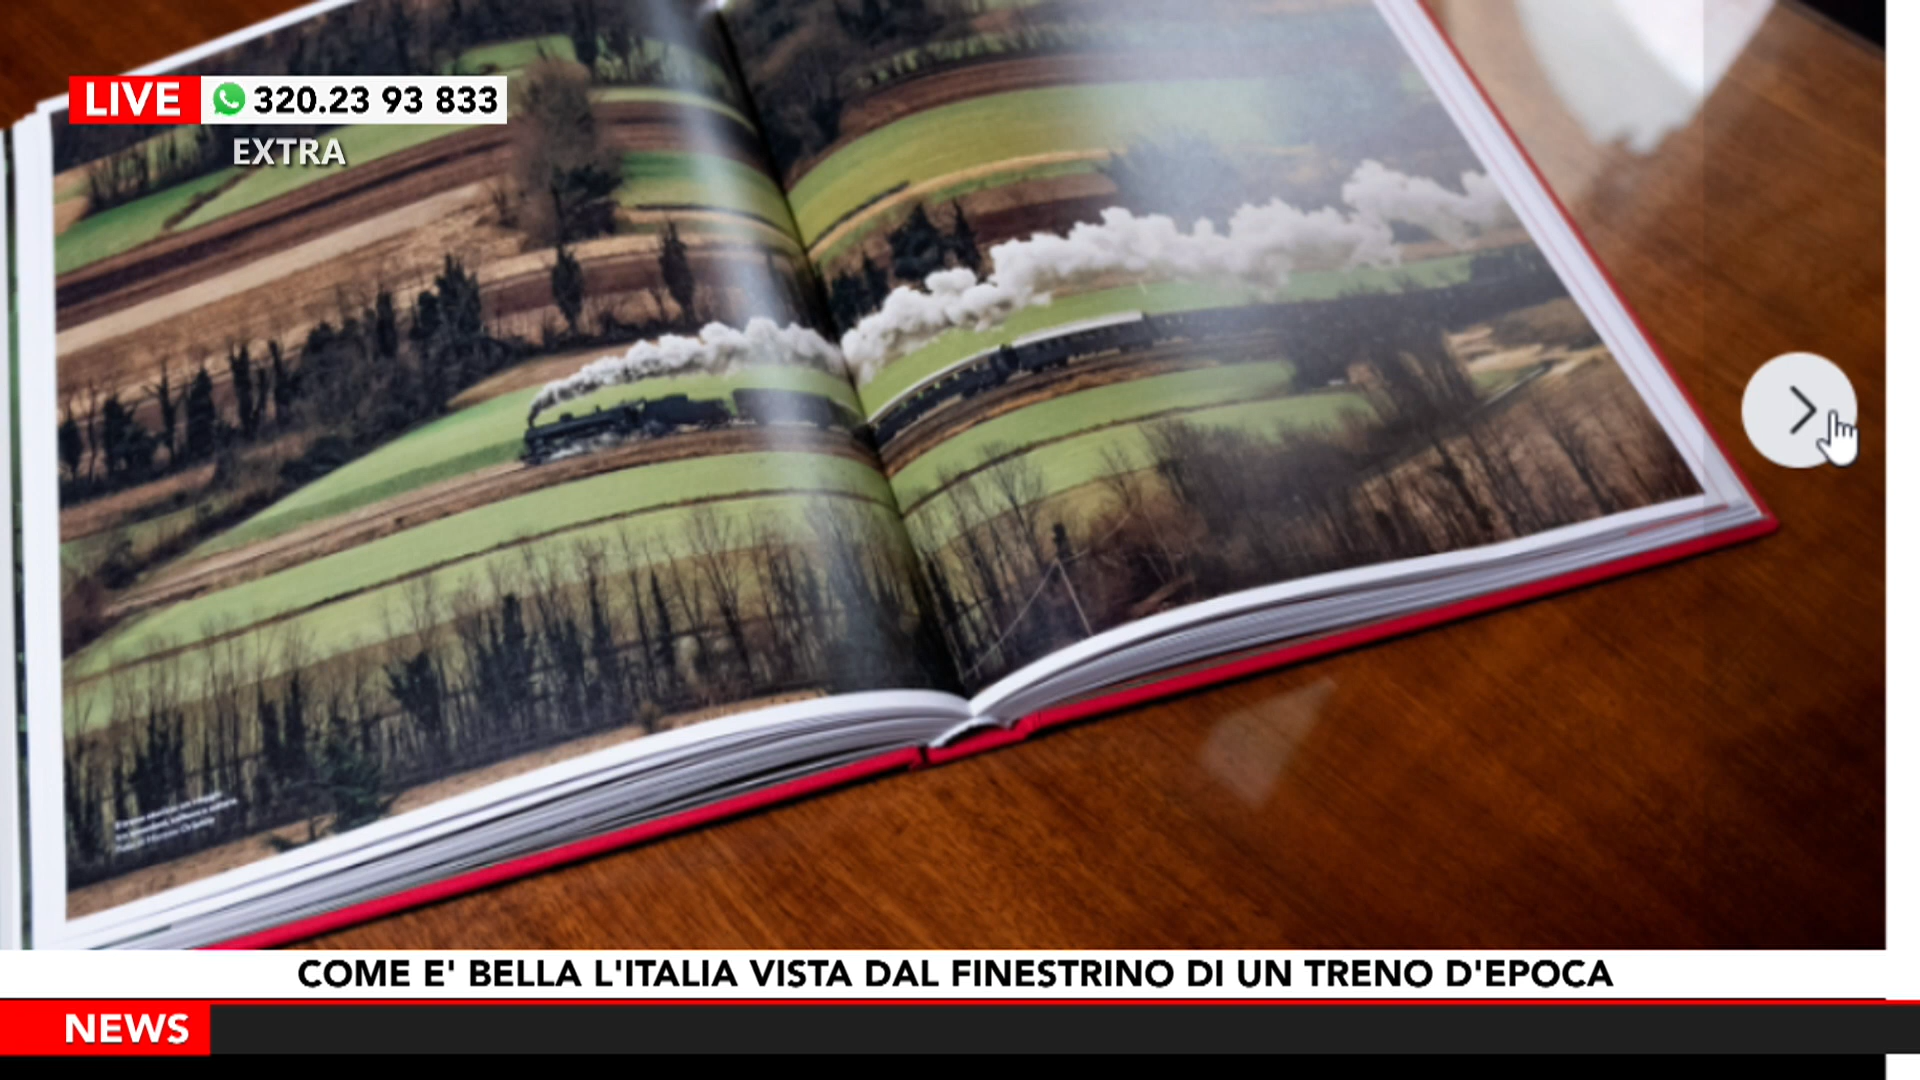 LIVE 320.23 93 833
EXTRA
COME E' BELLA L'ITALIA VISTA DAL FINESTRINO DI UN TRENO D'EPOCA
NEWS